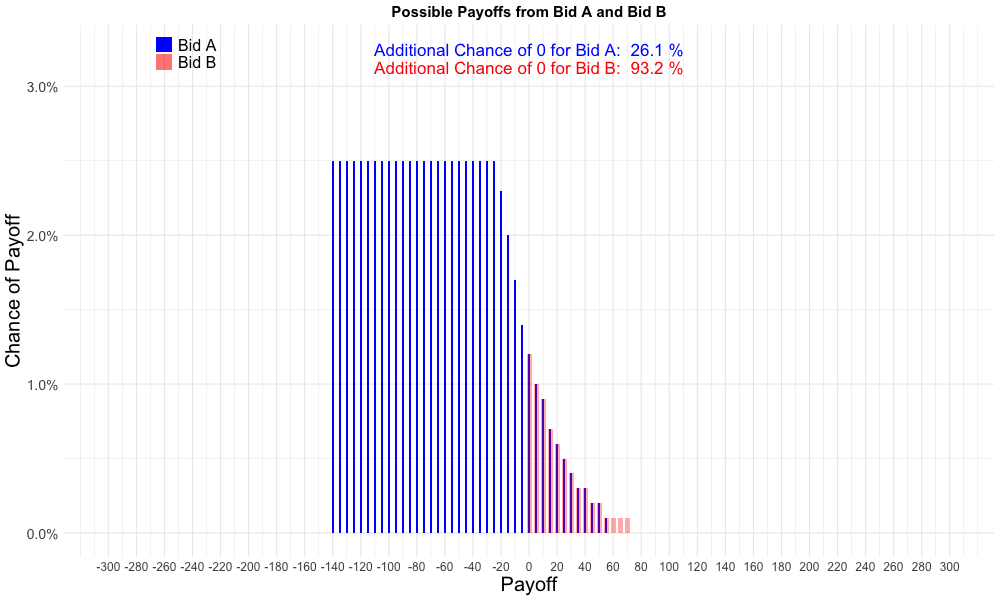 Possible Payoffs from Bid A and Bid B
Bid A
Bid B
Additional Chance of 0 for Bid A: 26.1 %
Additional Chance of 0 for Bid B: 93.2 %
Chance of Payoff
3.0%
2.0%
1.0%
0.0%
-300 -280 -260 -240 -220 -200 -180 -160 -140 -120 -100 -80 -60 -40 -20 0 20 40 60 80 100 120 140 160 180 200 220 240 260 280 300
Payoff